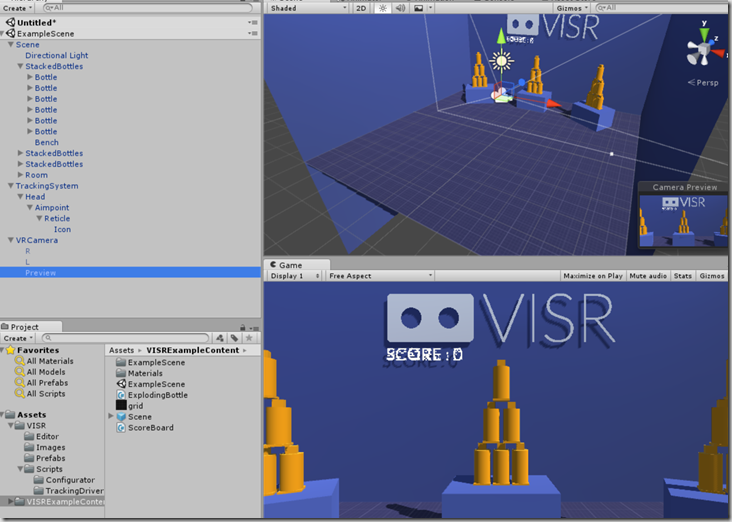 Create
All
Untitled*
ExampleScene
Scene
Directional Light
StackedBottles
Bottle
Bottle
Bottle
Bottle
Bottle
Bottle
Bench
StackedBottles
StackedBottles
Room
TrackingSystem
Head
Aimpoint
Reticle
Icon
VRCamera
R
L
Preview
Shaded
2D
Gizmos
All
VISR
SCORE: 0
y
z
Persp
Camera Preview
VISR
Game
Display 1
Free Aspect
Maximize on Play
Mute audio
Stats
Gizmos
VISR
SCORE: 0
Project
Create
Favorites
All Materials
All Models
All Prefabs
All Scripts
Assets
VISR
Editor
Images
Prefabs
Scripts
Configurator
TrackingDriver
VISRExampleConte
Assets ▸ VISRExampleContent ▸
ExampleScene
Materials
ExampleScene
ExplodingBottle
grid
Scene
ScoreBoard